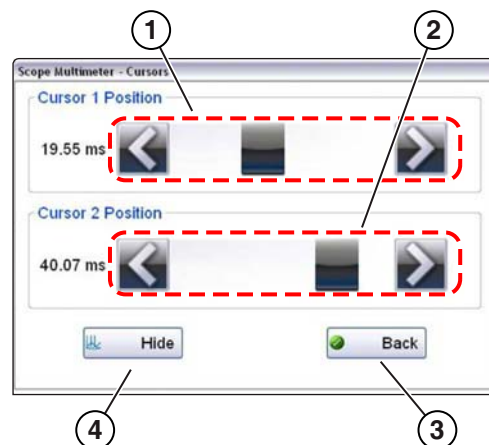 1
2
Scope Multimeter - Cursors
Cursor 1 Position
19.55 ms
Cursor 2 Position
40.07 ms
Hide
Back
4
3